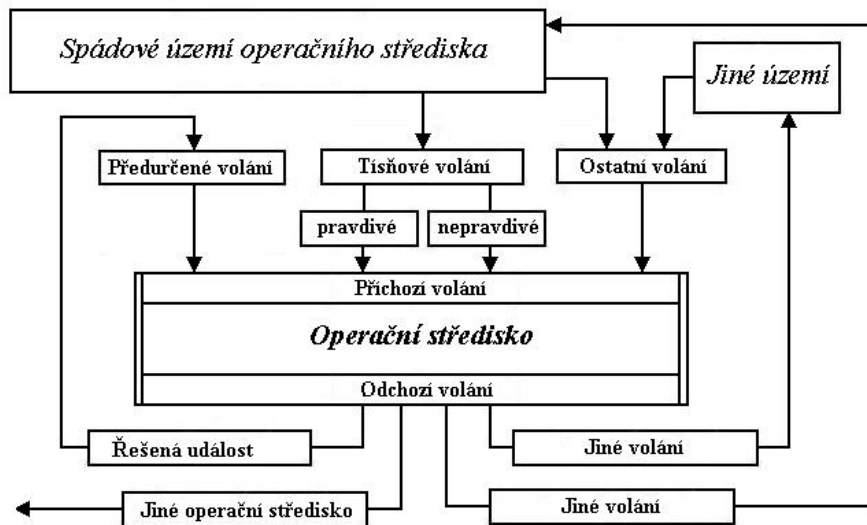 Spádové území operačního střediska
Jiné území
Předurčené volání
Tísňové volání
Ostatní volání
pravdivé
nepravdivé
Příchozí volání
Operační středisko
Odchozí volání
Řešená událost
Jiné volání
Jiné operační středisko
Jiné volání